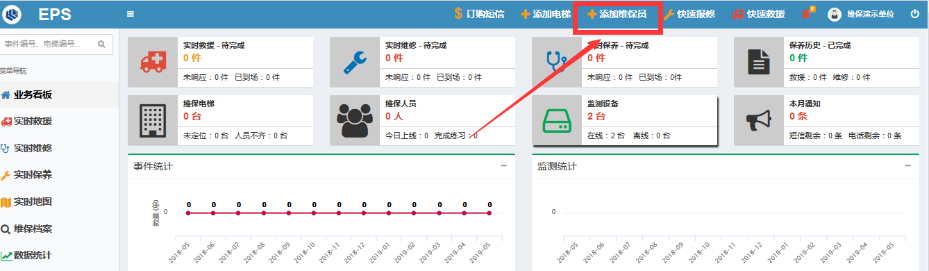 EPS
订购短信 添加电梯 添加维保员 快速报修 快速救援 维保演示单位
事件编号、电梯编号...
菜单导航
业务看板
实时救援
实时维修
实时保养
实时地图
维保档案
数据统计
实时救援 - 待完成
0 件
未响应：0 件 已到场：0 件
实时维修 - 待完成
0 件
未响应：0 件 已到场：0 件
实时保养 - 待完成
0 件
未响应：0 件 已到场：0件
保养历史 - 已完成
0 件
救援：0 件 维修：0 件
维保电梯
0 台
未定位：0 台 人员不齐：0 台
维保人员
0 人
今日上线：0 完成练习：0
监测设备
2 台
在线：2 台 离线：0 台
本月通知
0 条
短信剩余：0 条 电话剩余：0 条
事件统计
数量(件)
0
0 0 0 0 0 0 0 0 0 0 0 0 0
2018-05 2018-06 2018-07 2018-08 2018-09 2018-10 2018-11 2018-12 2019-01 2019-02 2019-03 2019-04 2019-05
监测统计
0
2018-05 2018-06 2018-07 2018-08 2018-09 2018-10 2018-11 2018-12 2019-01 2019-02 2019-03 2019-04 2019-05